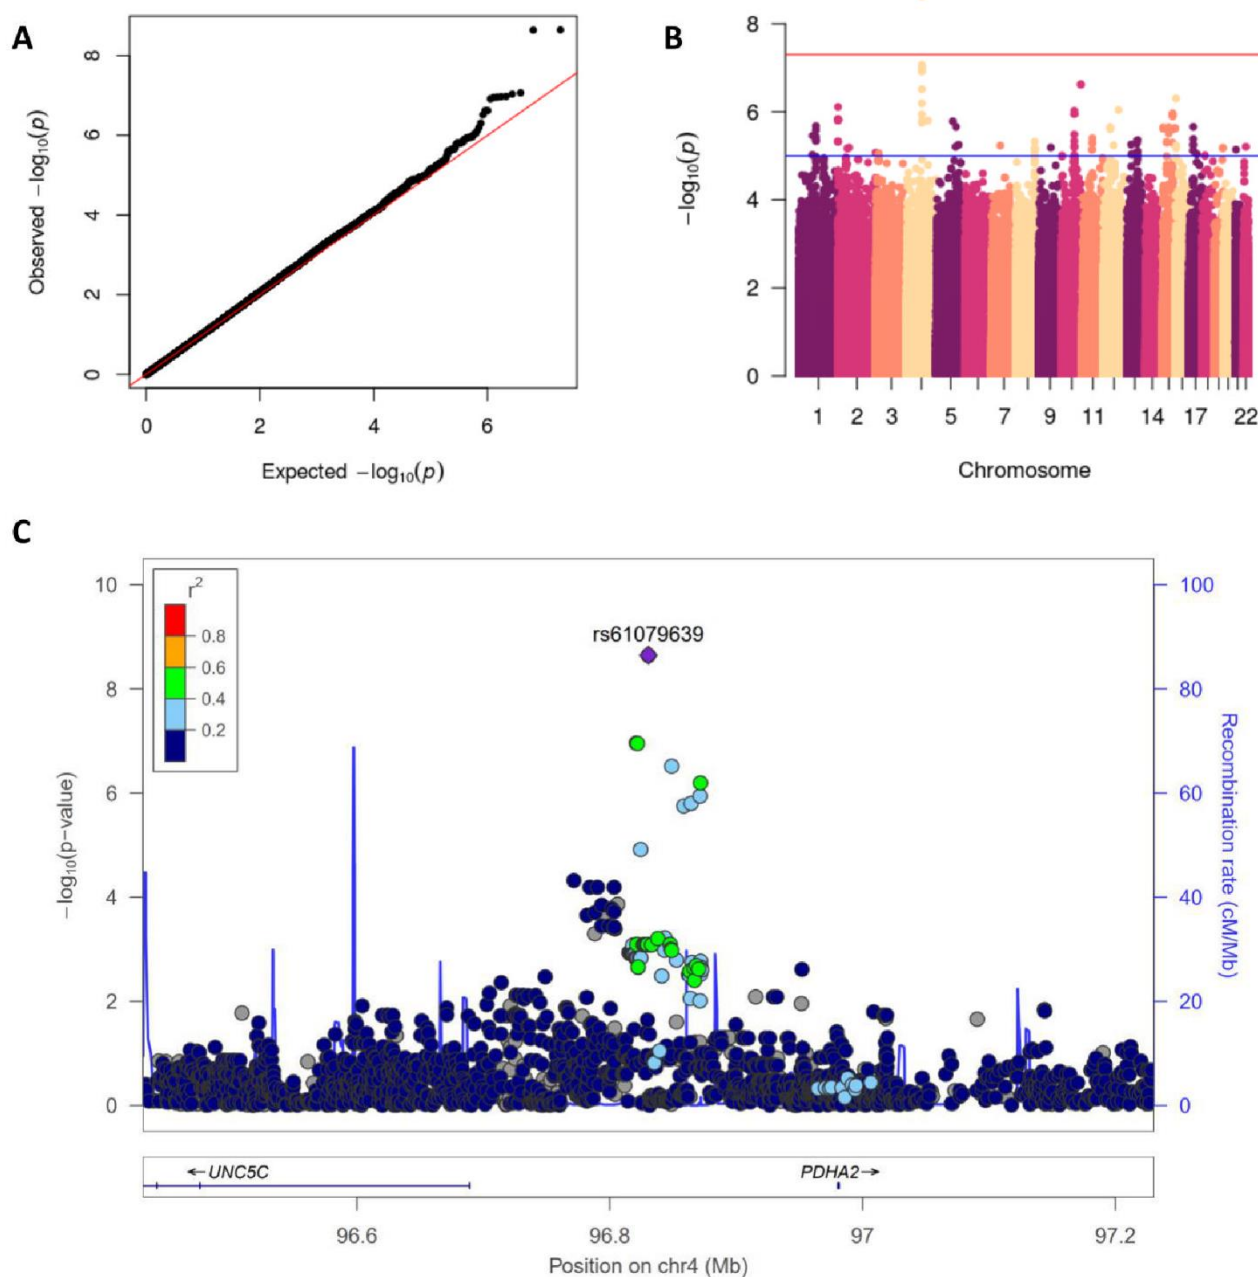 A
Observed −log₁₀(p)
8
6
4
2
0
0 2 4 6
Expected −log₁₀(p)
B
−log₁₀(p)
8
6
4
2
0
1 2 3 5 7 9 11 14 17 22
Chromosome
C
−log₁₀(p−value)
10
8
6
4
2
0
r²
0.8
0.6
0.4
0.2
rs61079639
100
80
60
40
20
0
Recombination rate (cM/Mb)
←UNC5C
PDHA2→
96.6 96.8 97 97.2
Position on chr4 (Mb)